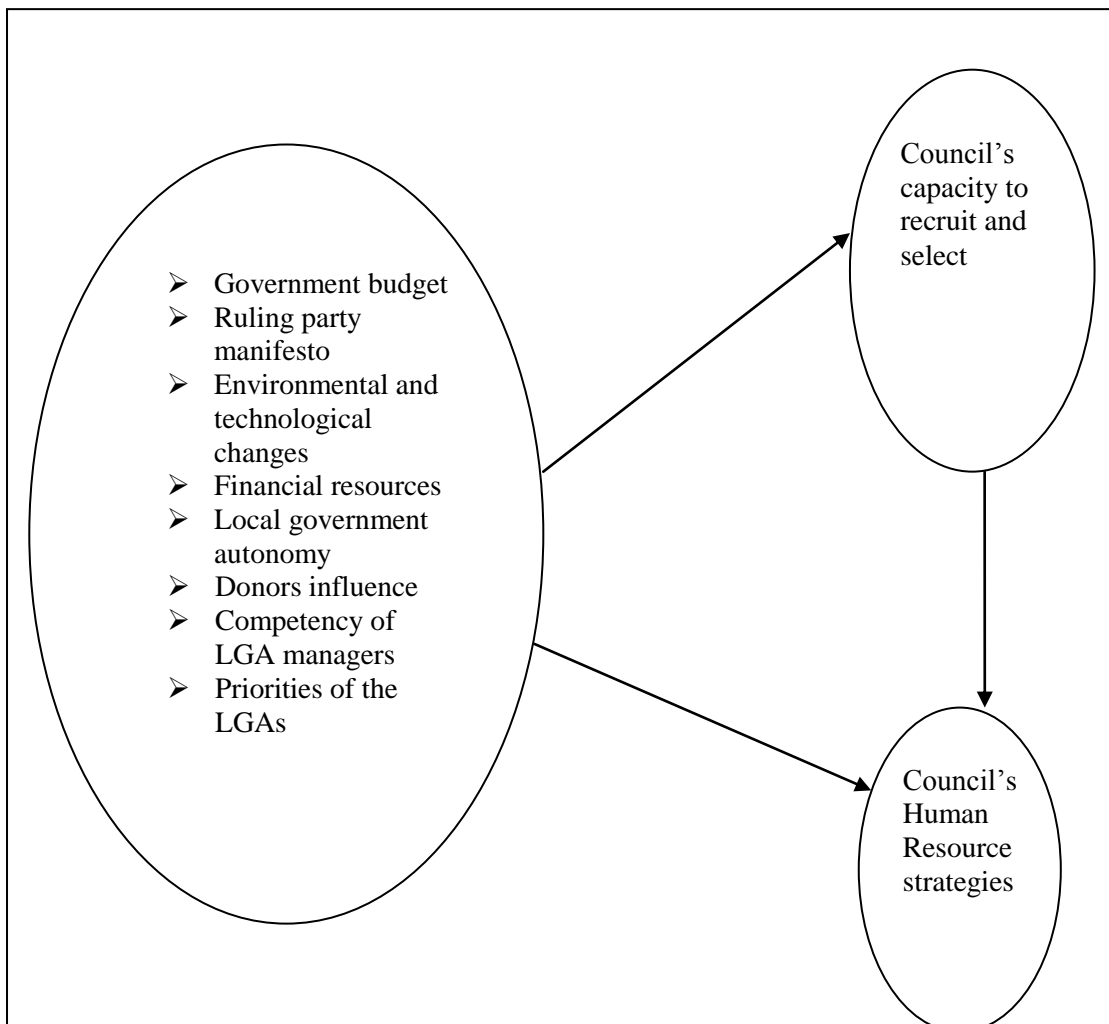 ➢ Government budget
➢ Ruling party
manifesto
➢ Environmental and
technological
changes
➢ Financial resources
➢ Local government
autonomy
➢ Donors influence
➢ Competency of
LGA managers
➢ Priorities of the
LGAs
Council’s
capacity to
recruit and
select
Council’s
Human
Resource
strategies